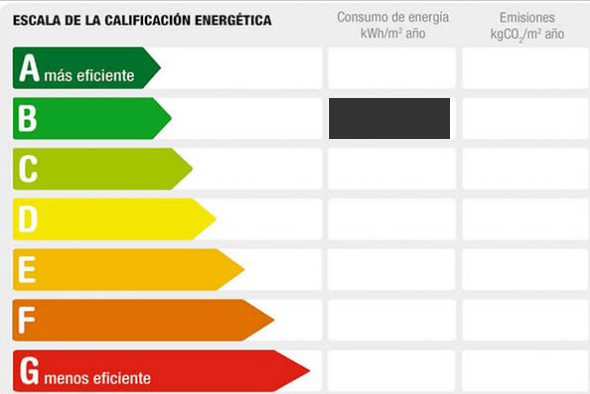 ESCALA DE LA CALIFICACIÓN ENERGÉTICA
Consumo de energía
kWh/m² año
Emisiones
kgCO₂/m² año
A más eficiente
B
C
D
E
F
G menos eficiente